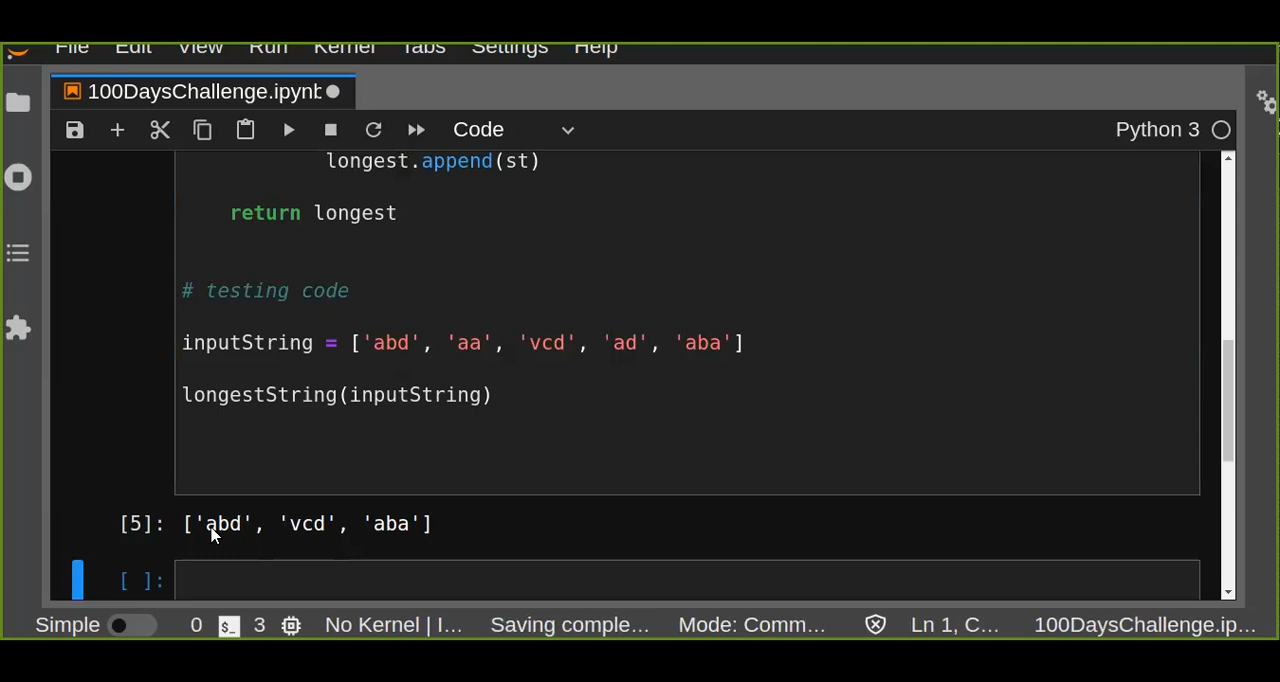 File Edit View Run Kernel Tabs Settings Help
100DaysChallenge.ipynb
Code Python 3
longest.append(st)
return longest
# testing code
inputString = ['abd', 'aa', 'vcd', 'ad', 'aba']
longestString(inputString)
[5]: ['abd', 'vcd', 'aba']
[ ]:
Simple 0 $_ 3 No Kernel | I... Saving comple... Mode: Comm... Ln 1, C... 100DaysChallenge.ip...